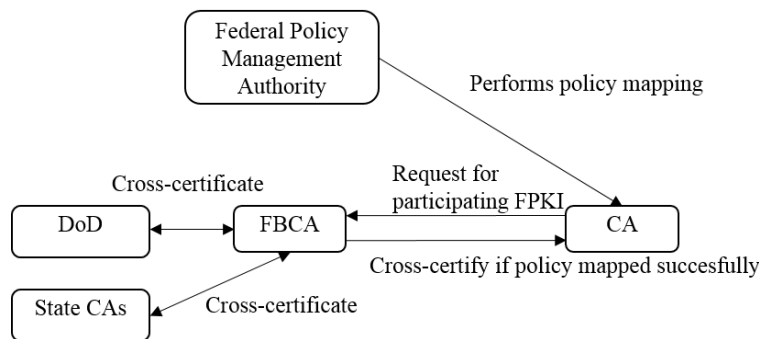 Federal Policy
Management
Authority
Performs policy mapping
Request for
participating FPKI
Cross-certificate
DoD
FBCA
CA
Cross-certify if policy mapped succesfully
Cross-certificate
State CAs